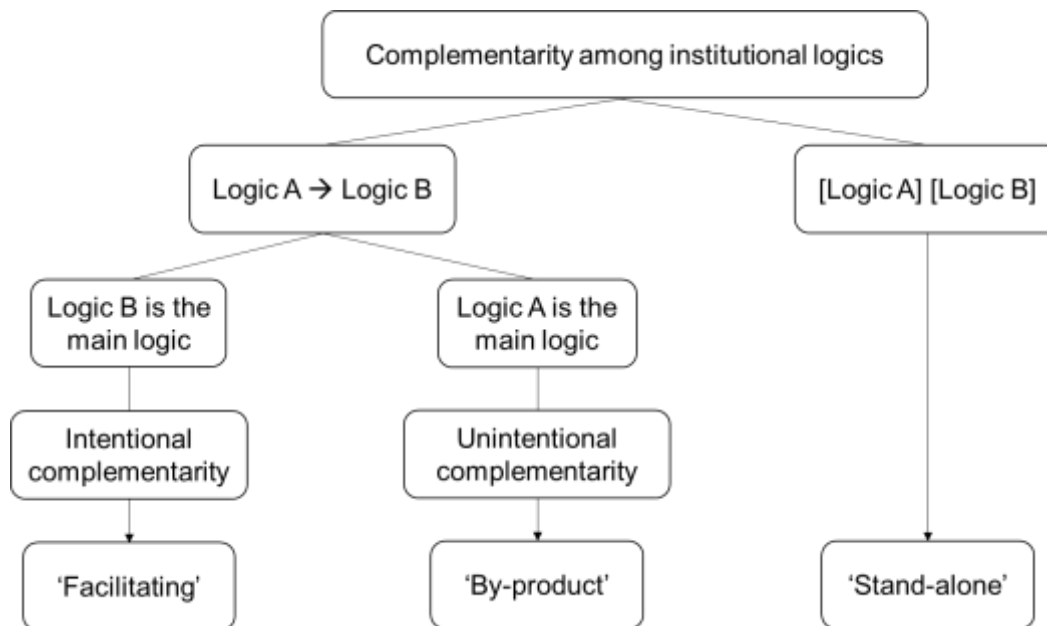 Complementarity among institutional logics
Logic A → Logic B
[Logic A] [Logic B]
Logic B is the
main logic
Logic A is the
main logic
Intentional
complementarity
Unintentional
complementarity
‘Facilitating’
‘By-product’
‘Stand-alone’